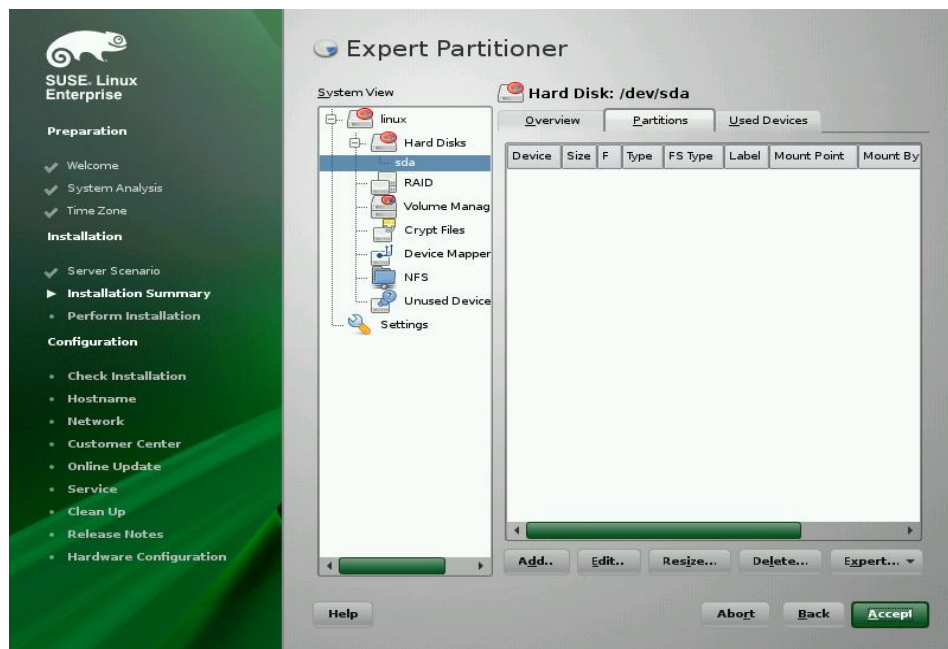 SUSE. Linux
Enterprise
Preparation
Welcome
System Analysis
Time Zone
Installation
Server Scenario
Installation Summary
Perform Installation
Configuration
Check Installation
Hostname
Network
Customer Center
Online Update
Service
Clean Up
Release Notes
Hardware Configuration
Expert Partitioner
System View
linux
Hard Disks
sda
RAID
Volume Manag
Crypt Files
Device Mapper
NFS
Unused Device
Settings
Hard Disk: /dev/sda
Overview Partitions Used Devices
Device Size F Type FS Type Label Mount Point Mount By
Add.. Edit.. Resize... Delete... Expert...
Help Abort Back Accept